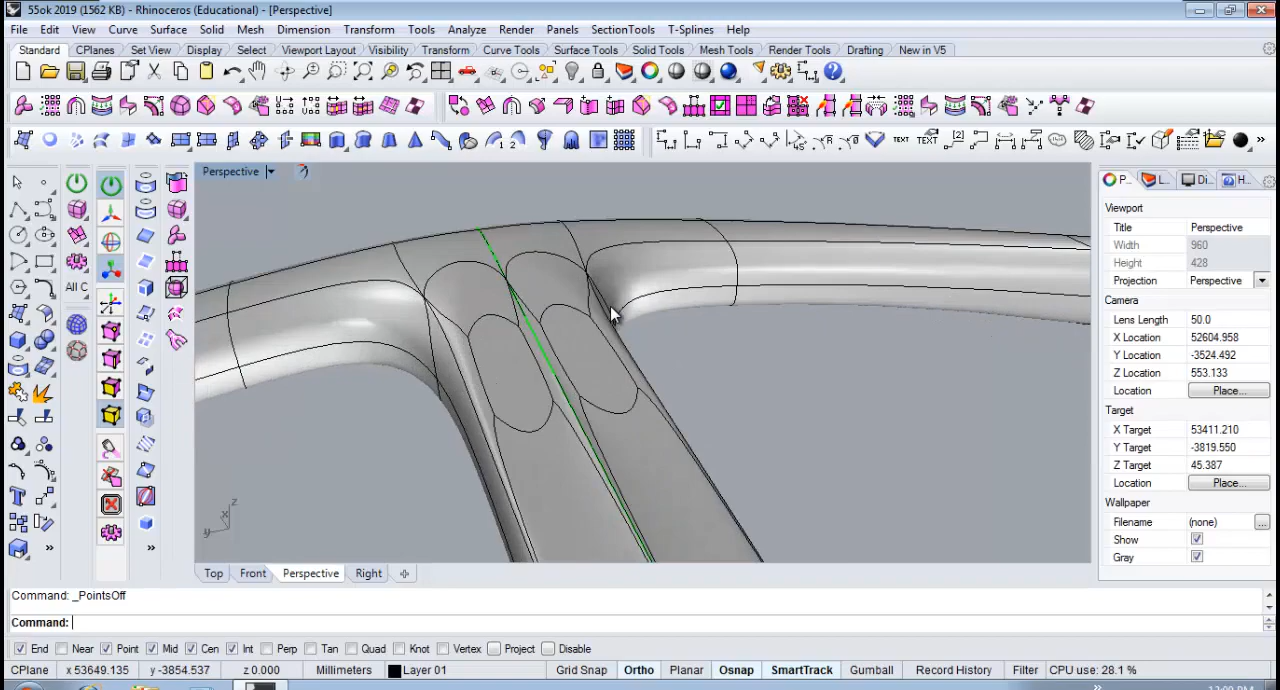 55ok 2019 (1562 KB) - Rhinoceros (Educational) - [Perspective]
File Edit View Curve Surface Solid Mesh Dimension Transform Tools Analyze Render Panels SectionTools T-Splines Help
Standard CPlanes Set View Display Select Viewport Layout Visibility Transform Curve Tools Surface Tools Solid Tools Mesh Tools Render Tools Drafting New in V5
TEXT TEXT
Perspective
P... L... Di... H...
Viewport
Title Perspective
Width 960
Height 428
Projection Perspective
Camera
Lens Length 50.0
X Location 52604.958
Y Location -3524.492
Z Location 553.133
Location Place...
Target
X Target 53411.210
Y Target -3819.550
Z Target 45.387
Location Place...
Wallpaper
Filename (none) ...
Show
Gray
All C
z
x
y
Top Front Perspective Right
Command: _PointsOff
Command:
End Near Point Mid Cen Int Perp Tan Quad Knot Vertex Project Disable
CPlane x 53649.135 y -3854.537 z 0.000 Millimeters Layer 01 Grid Snap Ortho Planar Osnap SmartTrack Gumball Record History Filter CPU use: 28.1 %